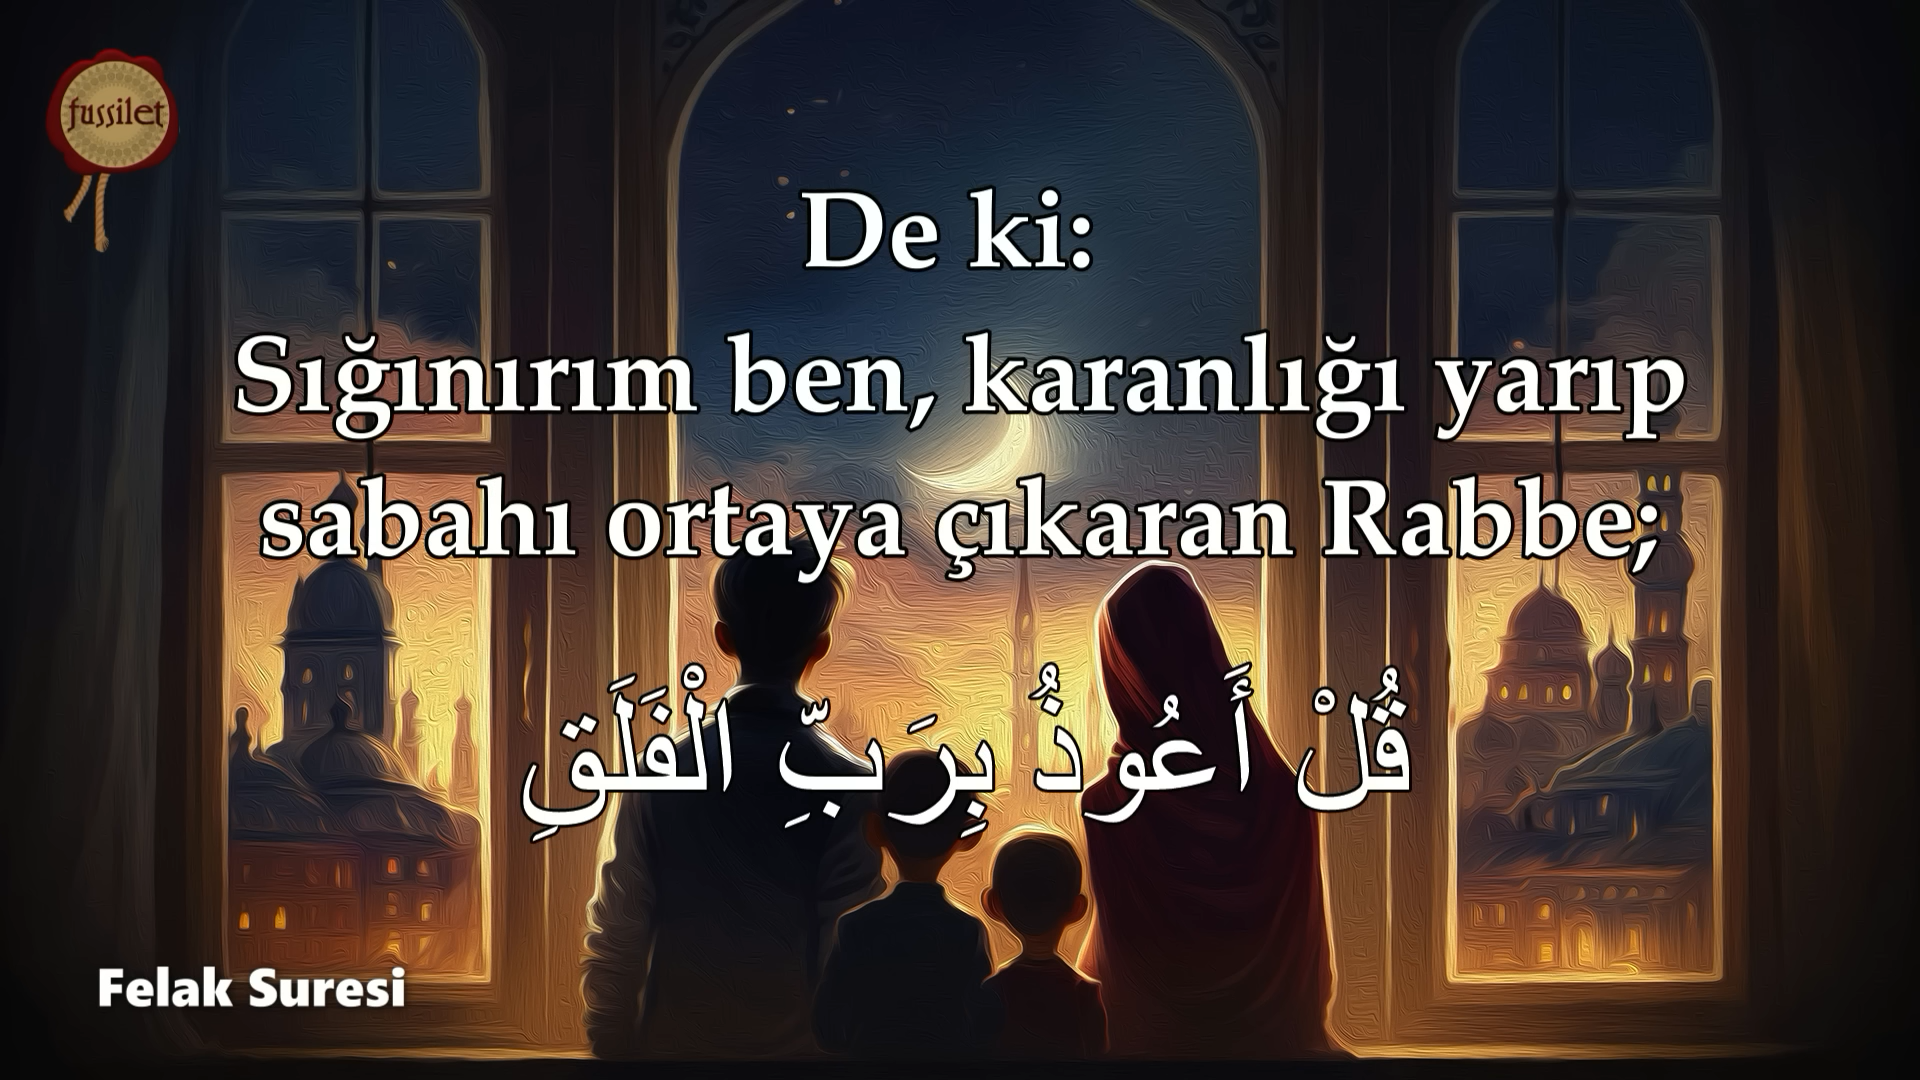 fussilet
De ki:
Sığınırım ben, karanlığı yarıp
sabahı ortaya çıkaran Rabbe;
قُلْ أَعُوذُ بِرَبِّ الْفَلَقِ
Felak Suresi